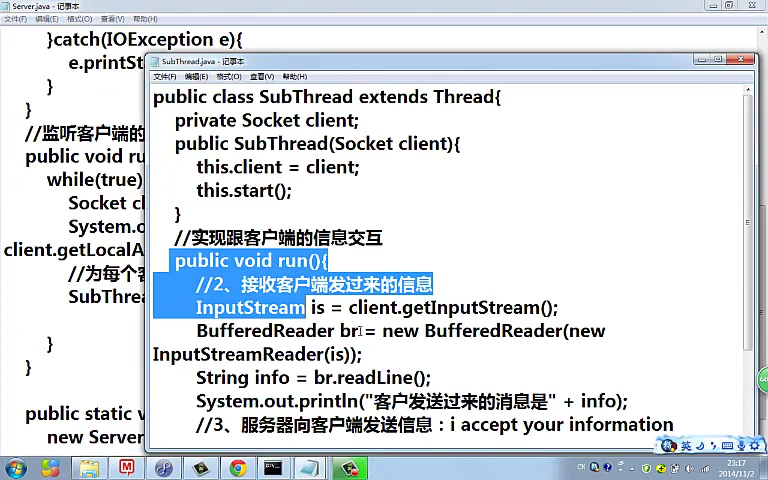 Server.java - 记事本
文件(F) 编辑(E) 格式(O) 查看(V) 帮助(H)
}catch(IOException e){
e.printS
}
}
//监听客户端的
public void ru
while(true)
Socket cl
System.o
client.getLocalA
//为每个客
SubThrea
}
}
public static v
new Server
SubThread.java - 记事本
文件(F) 编辑(E) 格式(O) 查看(V) 帮助(H)
public class SubThread extends Thread{
private Socket client;
public SubThread(Socket client){
this.client = client;
this.start();
}
//实现跟客户端的信息交互
public void run(){
//2、接收客户端发过来的信息
InputStream is = client.getInputStream();
BufferedReader br = new BufferedReader(new
InputStreamReader(is));
String info = br.readLine();
System.out.println("客户发送过来的消息是" + info);
//3、服务器向客户端发送信息：i accept your information
英
CH
23:17
2014/11/2